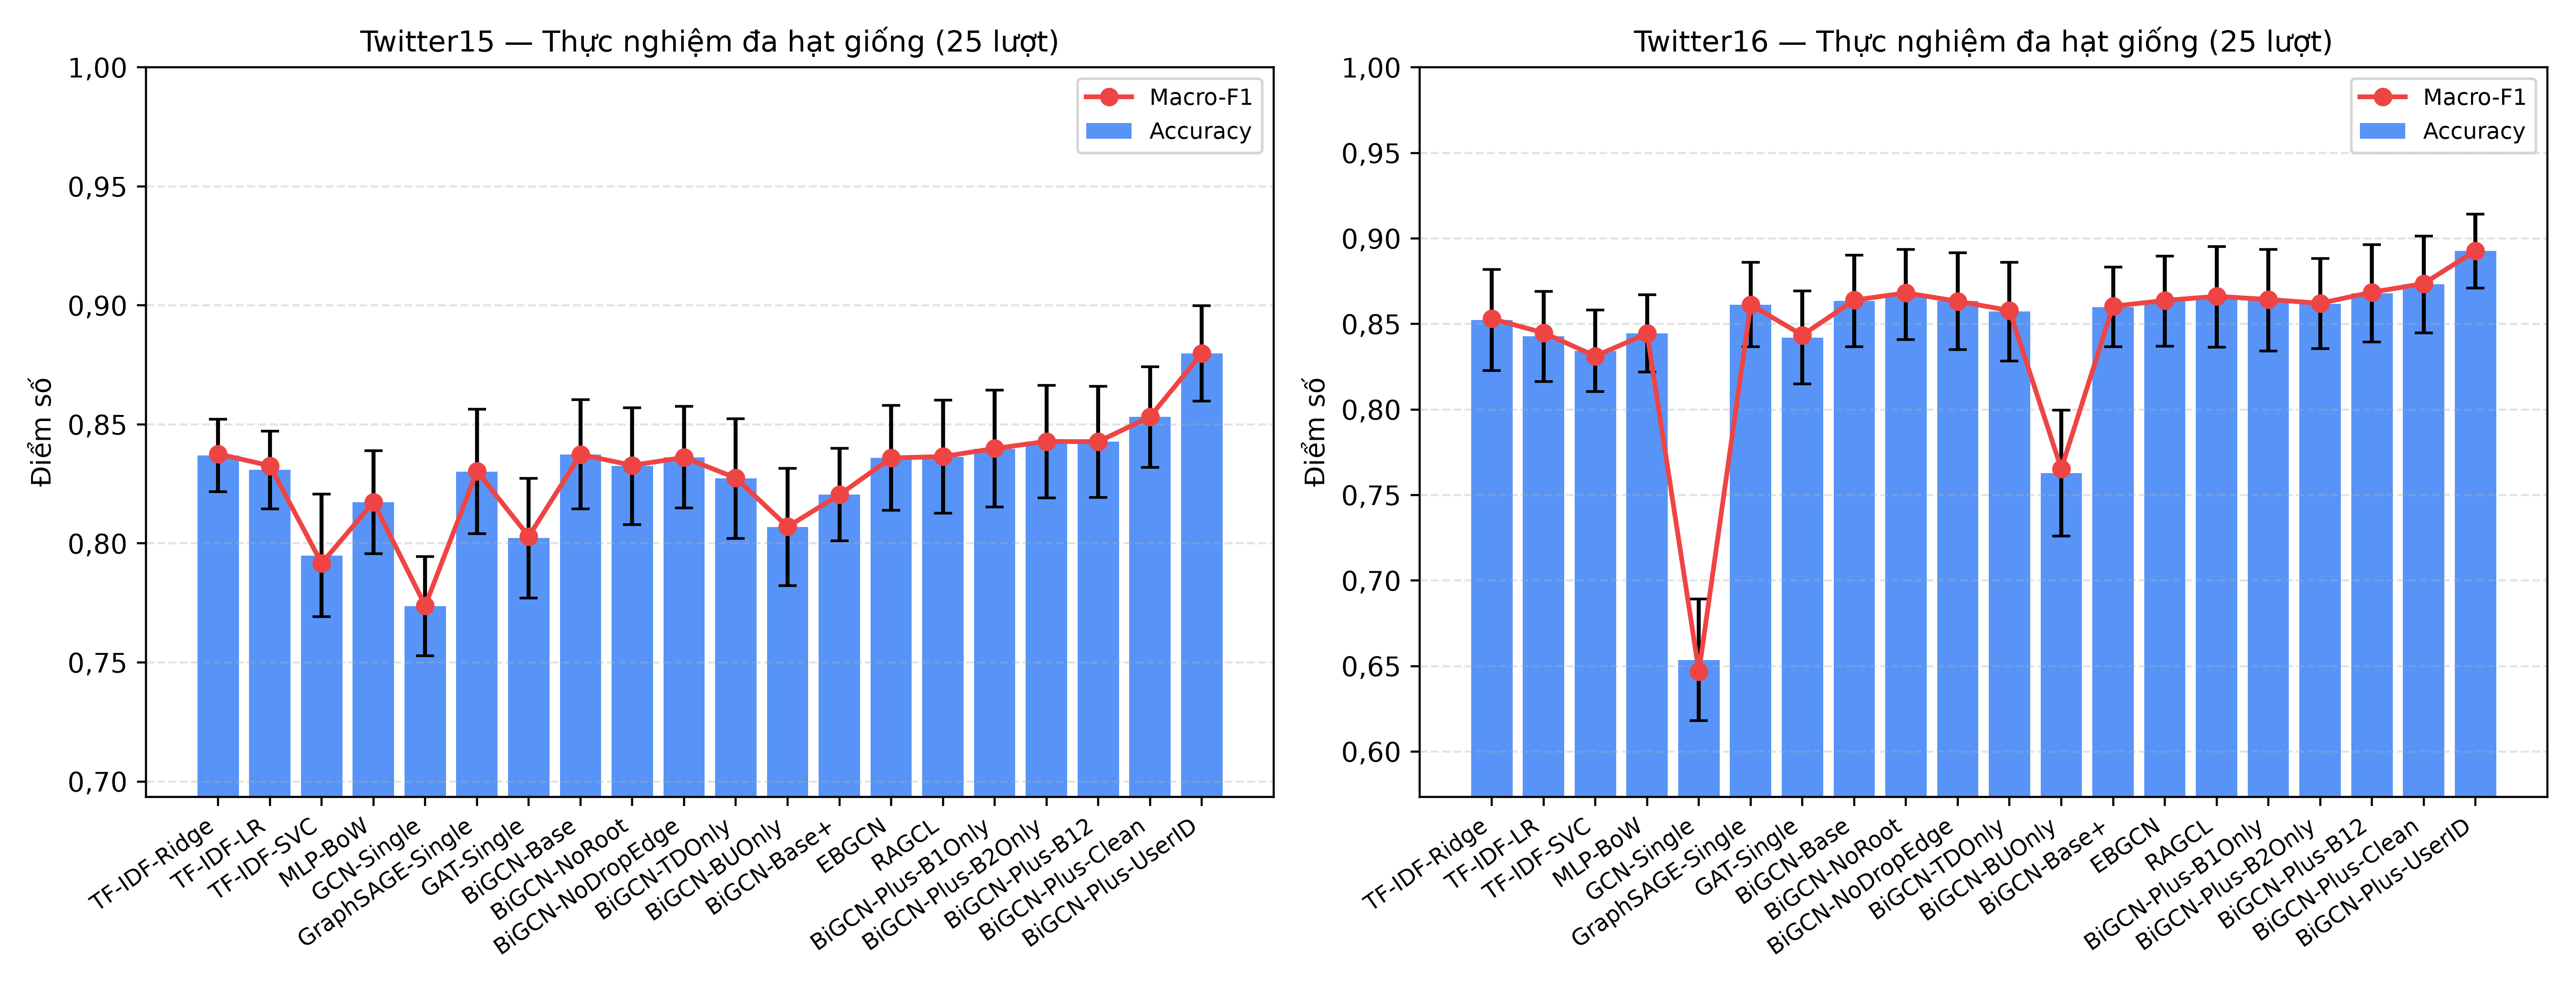 Twitter15 — Thực nghiệm đa hạt giống (25 lượt)
Điểm số
1,00
0,95
0,90
0,85
0,80
0,75
0,70
Macro-F1
Accuracy
TF-IDF-Ridge
TF-IDF-LR
TF-IDF-SVC
MLP-BoW
GCN-Single
GraphSAGE-Single
GAT-Single
BiGCN-Base
BiGCN-NoRoot
BiGCN-NoDropEdge
BiGCN-TDOnly
BiGCN-BUOnly
BiGCN-Base+
EBGCN
RAGCL
BiGCN-Plus-B1Only
BiGCN-Plus-B2Only
BiGCN-Plus-B12
BiGCN-Plus-Clean
BiGCN-Plus-UserID
Twitter16 — Thực nghiệm đa hạt giống (25 lượt)
Điểm số
1,00
0,95
0,90
0,85
0,80
0,75
0,70
0,65
0,60
Macro-F1
Accuracy
TF-IDF-Ridge
TF-IDF-LR
TF-IDF-SVC
MLP-BoW
GCN-Single
GraphSAGE-Single
GAT-Single
BiGCN-Base
BiGCN-NoRoot
BiGCN-NoDropEdge
BiGCN-TDOnly
BiGCN-BUOnly
BiGCN-Base+
EBGCN
RAGCL
BiGCN-Plus-B1Only
BiGCN-Plus-B2Only
BiGCN-Plus-B12
BiGCN-Plus-Clean
BiGCN-Plus-UserID